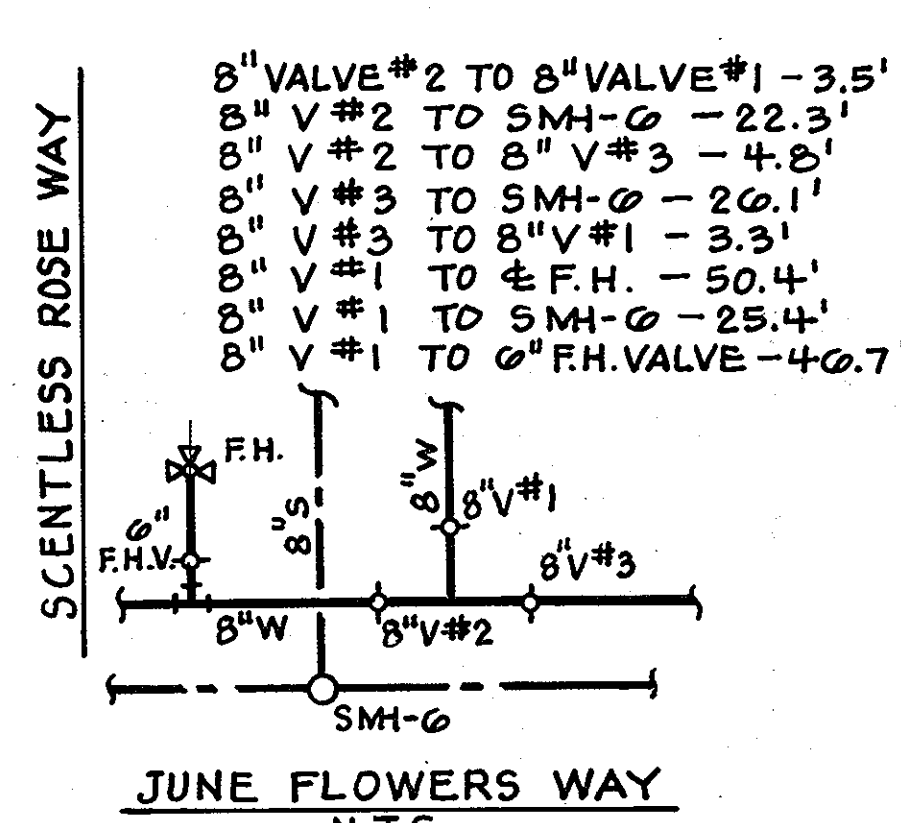 8" VALVE #2 TO 8" VALVE #1 - 3.5'
8" V #2 TO SMH-6 - 22.3'
8" V #2 TO 8" V #3 - 4.8'
8" V #3 TO SMH-6 - 26.1'
8" V #3 TO 8" V #1 - 3.3'
8" V #1 TO ℄ F.H. - 50.4'
8" V #1 TO SMH-6 - 25.4'
8" V #1 TO 6" F.H. VALVE - 46.7
SCENTLESS ROSE WAY
F.H.
6"
F.H.V.
8" S
8" W
8" V #1
8" V #3
8" W
8" V #2
SMH-6
JUNE FLOWERS WAY
N.T.S.